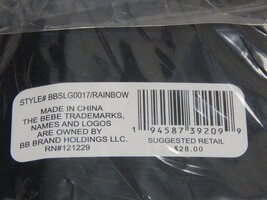 STYLE# BBSLG0017/RAINBOW
MADE IN CHINA
THE BEBE TRADEMARKS,
NAMES AND LOGOS
ARE OWNED BY
BB BRAND HOLDINGS LLC.
RN#121229
1 94587 39209 9
SUGGESTED RETAIL
$28.00